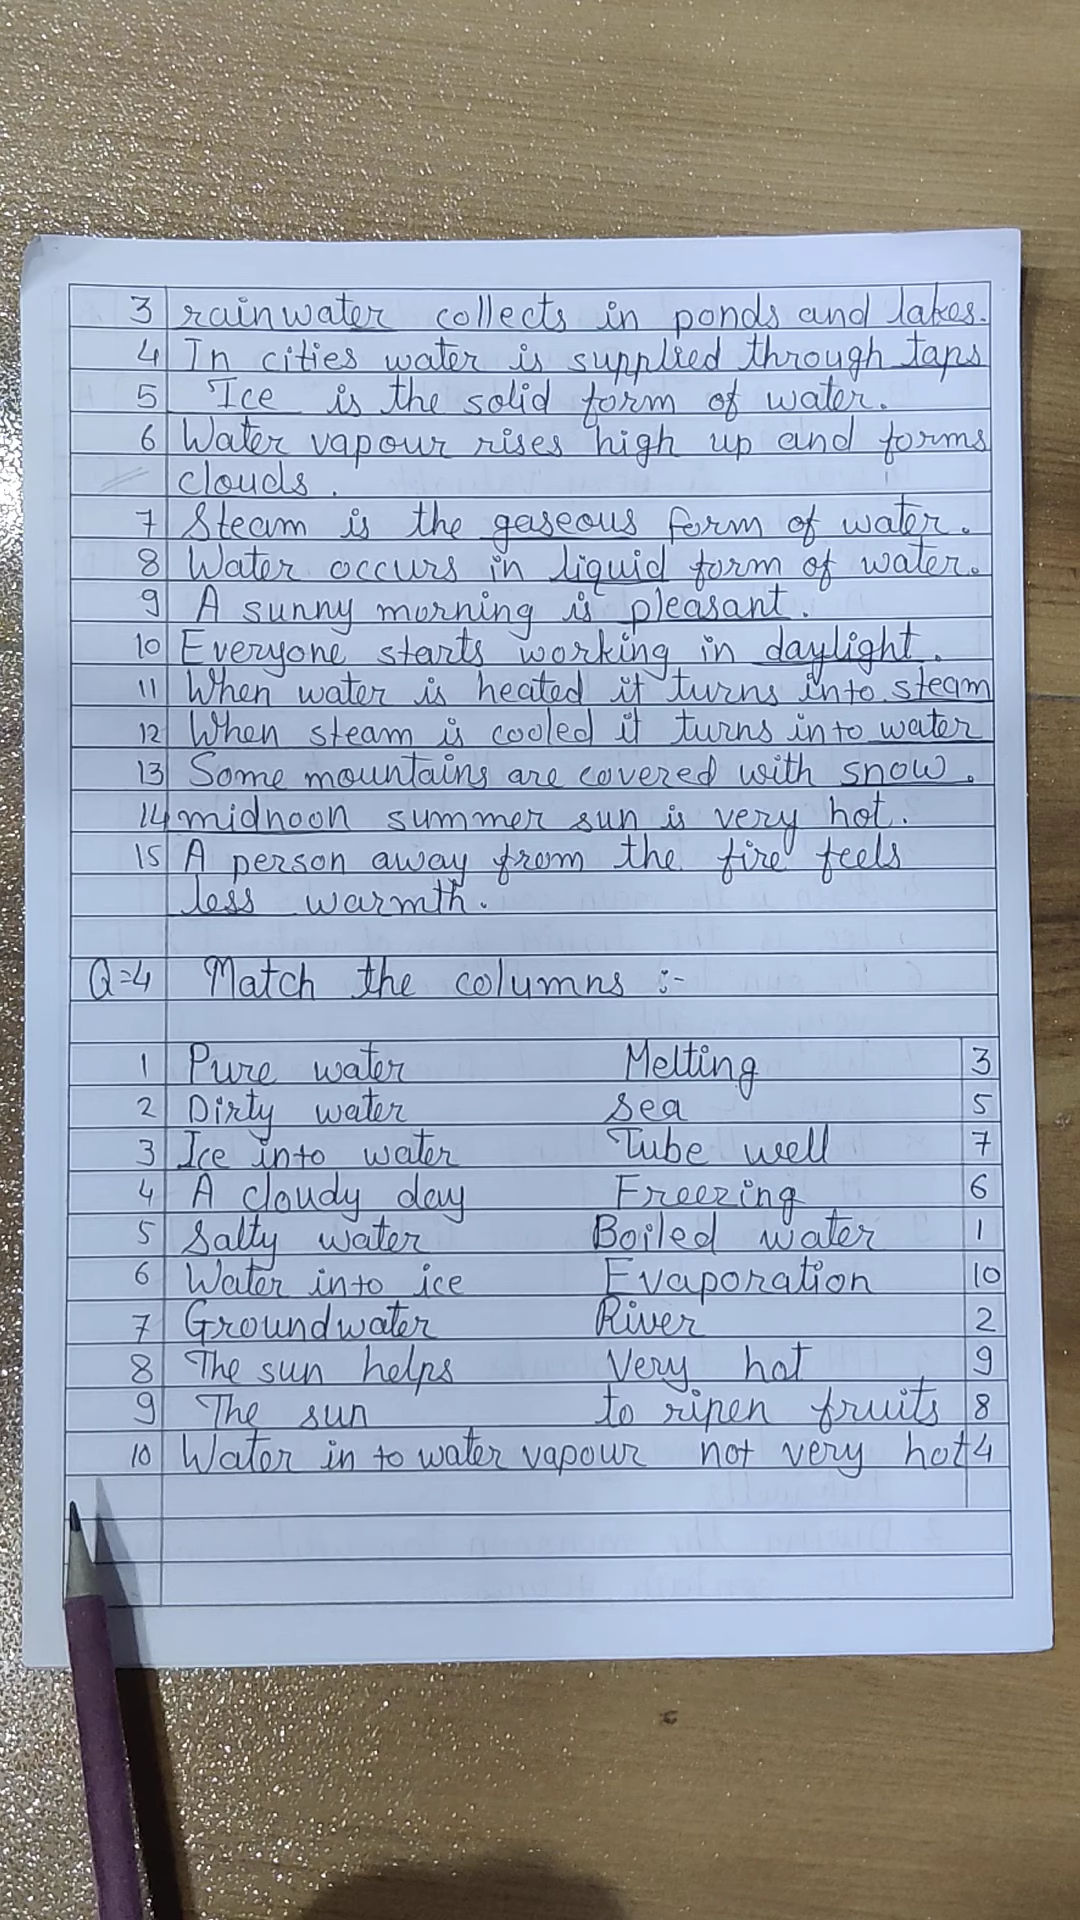 3 rainwater collects in ponds and lakes.
4 In cities water is supplied through taps
5 Ice is the solid form of water.
6 Water vapour rises high up and forms
clouds.
7 Steam is the gaseous form of water.
8 Water occurs in liquid form of water.
9 A sunny morning is pleasant.
10 Everyone starts working in daylight.
11 When water is heated it turns into steam
12 When steam is cooled it turns into water
13 Some mountains are covered with snow.
14 midnoon summer sun is very hot.
15 A person away from the fire feels
less warmth.
Q=4 Match the columns :-
1 Pure water Melting 3
2 Dirty water Sea 5
3 Ice into water Tube well 7
4 A cloudy day Freezing 6
5 Salty water Boiled water 1
6 Water into ice Evaporation 10
7 Groundwater River 2
8 The sun helps Very hot 9
9 The sun to ripen fruits 8
10 Water in to water vapour not very hot 4